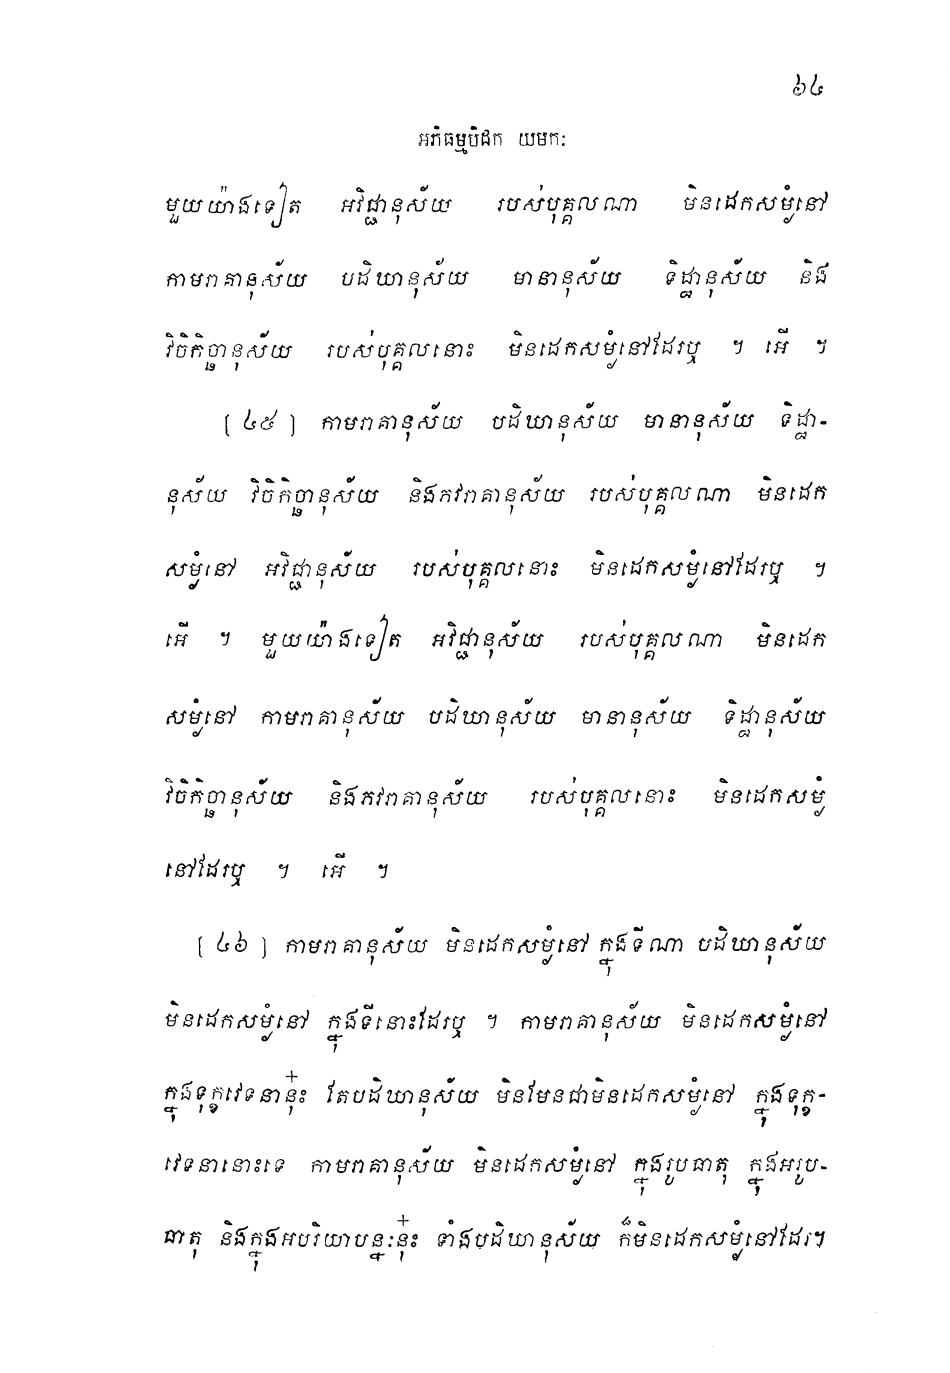 ៦៤
អភិធម្មបិដក យមកៈ
មួយយ៉ាងទៀត អវិជ្ជានុស័យ របស់បុគ្គលណា មិនដេកសម្ងំនៅ
កាមរាគានុស័យ បដិឃានុស័យ មានានុស័យ ទិដ្ឋានុស័យ និង
វិចិកិច្ឆានុស័យ របស់បុគ្គលនោះ មិនដេកសម្ងំនៅដែរឬ ។ អើ ។
[ ៤៥ ] កាមរាគានុស័យ បដិឃានុស័យ មានានុស័យ ទិដ្ឋា-
នុស័យ វិចិកិច្ឆានុស័យ និងភវរាគានុស័យ របស់បុគ្គលណា មិនដេក
សម្ងំនៅ អវិជ្ជានុស័យ របស់បុគ្គលនោះ មិនដេកសម្ងំនៅដែរឬ ។
អើ ។ មួយយ៉ាងទៀត អវិជ្ជានុស័យ របស់បុគ្គលណា មិនដេក
សម្ងំនៅ កាមរាគានុស័យ បដិឃានុស័យ មានានុស័យ ទិដ្ឋានុស័យ
វិចិកិច្ឆានុស័យ និងភវរាគានុស័យ របស់បុគ្គលនោះ មិនដេកសម្ងំ
នៅដែរឬ ។ អើ ។
[ ៤៦ ] កាមរាគានុស័យ មិនដេកសម្ងំនៅ ក្នុងទីណា បដិឃានុស័យ
មិនដេកសម្ងំនៅ ក្នុងទីនោះដែរឬ ។ កាមរាគានុស័យ មិនដេកសម្ងំនៅ
ក្នុងទុក្ខវេទនានុ៎ះ តែបដិឃានុស័យ មិនមែនជាមិនដេកសម្ងំនៅ ក្នុងទុក្ខ-
វេទនានោះទេ កាមរាគានុស័យ មិនដេកសម្ងំនៅ ក្នុងរូបធាតុ ក្នុងអរូប-
ធាតុ និងក្នុងអបរិយាបន្នៈនុ៎ះ ទាំងបដិឃានុស័យ ក៏មិនដេកសម្ងំនៅដែរ។